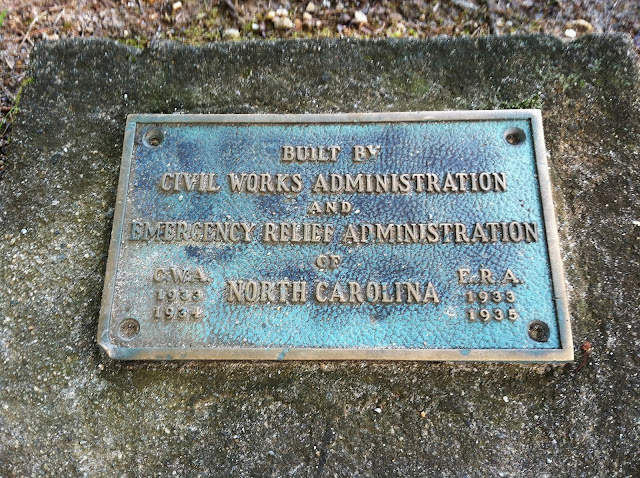 BUILT BY
CIVIL WORKS ADMINISTRATION
AND
EMERGENCY RELIEF ADMINISTRATION
OF
NORTH CAROLINA
C.W.A.
1933
1934
E.R.A.
1933
1935